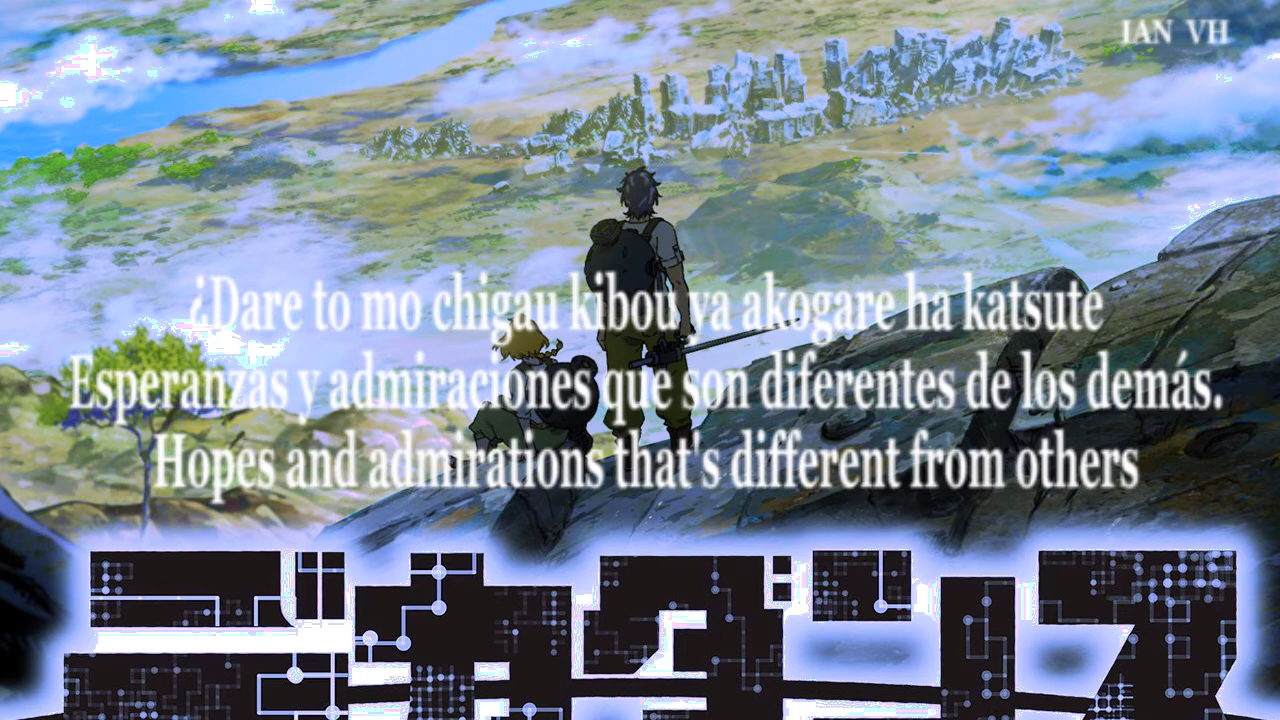 IAN VH
¿Dare to mo chigau kibou ya akogare ha katsute
Esperanzas y admiraciones que son diferentes de los demás.
Hopes and admirations that's different from others